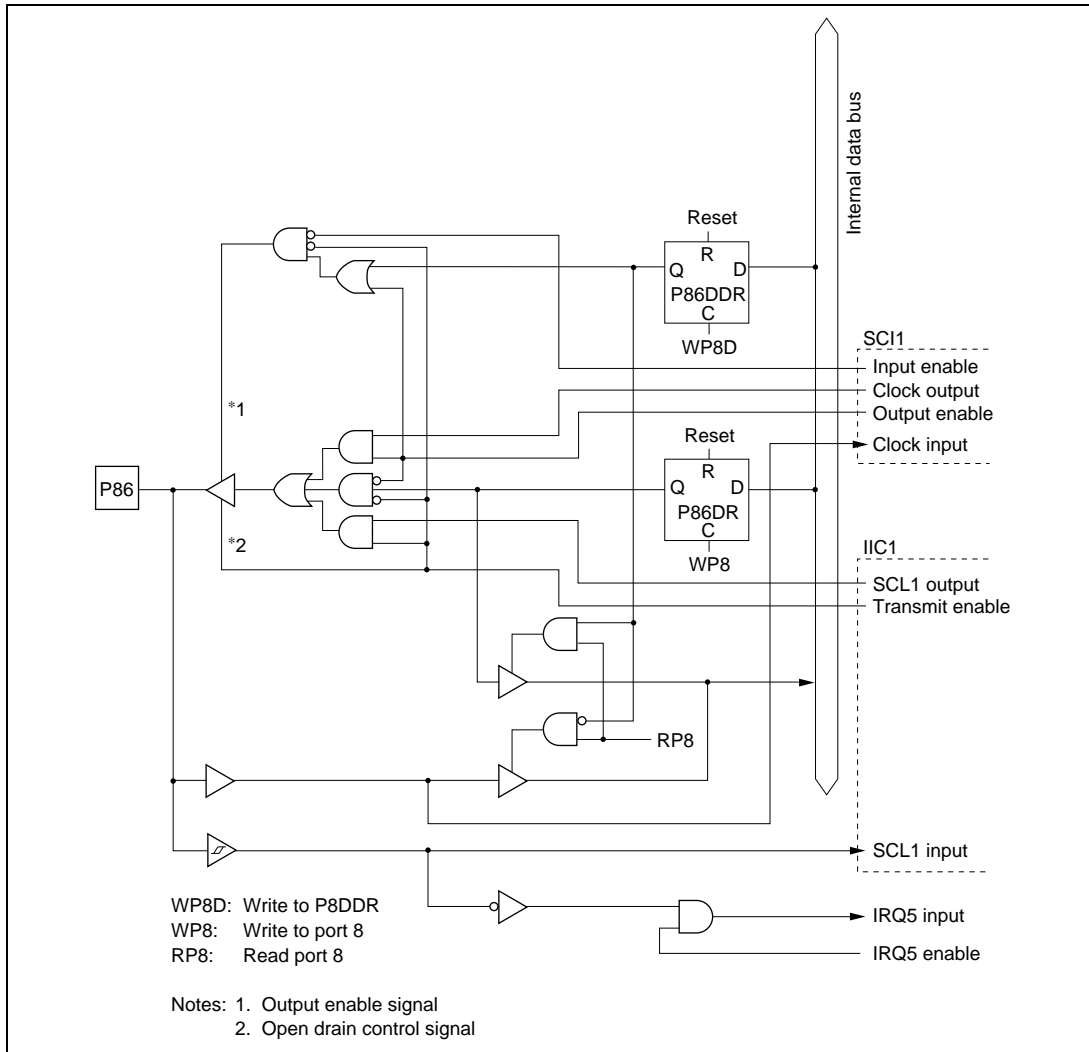 Internal data bus
Reset
R
Q
D
P86DDR
C
WP8D
SCI1
Input enable
Clock output
Output enable
Clock input
*1
Reset
R
Q
D
P86DR
C
WP8
P86
*2
IIC1
SCL1 output
Transmit enable
RP8
SCL1 input
IRQ5 input
IRQ5 enable
WP8D: Write to P8DDR
WP8: Write to port 8
RP8: Read port 8
Notes: 1. Output enable signal
2. Open drain control signal